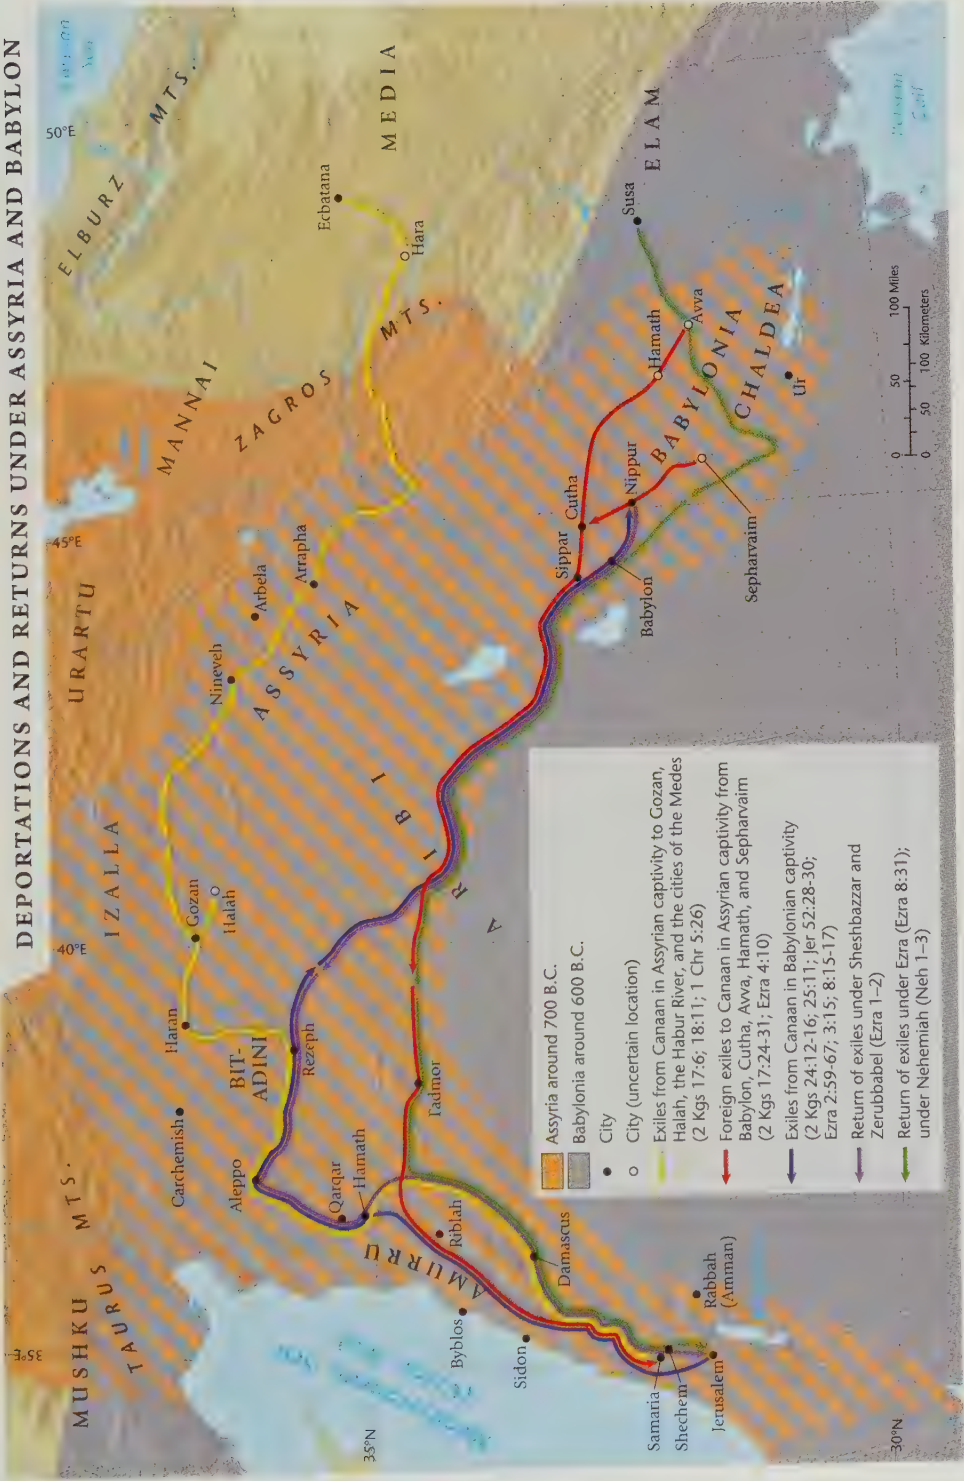 DEPORTATIONS AND RETURNS UNDER ASSYRIA AND BABYLON
MUSHKU
TAURUS MTS.
35°E
40°E
45°E
50°E
IZALLA
URARTU
MANNAI
ZAGROS MTS.
ELBURZ MTS.
MEDIA
Carchemish
Haran
Gozan
Halah
Nineveh
Arbela
Arrapha
Ecbatana
Hara
BIT-
ADINI
ASSYRIA
Aleppo
Rezeph
Qarqar
Hamath
35°N
AMURRU
Riblah
Tadmor
ARIBI
Byblos
Sidon
Damascus
Sippar
Cutha
Nippur
Babylon
Sepharvaim
Hamath
Avva
Susa
ELAM
BABYLONIA
CHALDEA
Ur
Samaria
Shechem
Jerusalem
Rabbah
(Amman)
30°N
Assyria around 700 B.C.
Babylonia around 600 B.C.
City
City (uncertain location)
Exiles from Canaan in Assyrian captivity to Gozan,
Halah, the Habur River, and the cities of the Medes
(2 Kgs 17:6; 18:11; 1 Chr 5:26)
Foreign exiles to Canaan in Assyrian captivity from
Babylon, Cutha, Avva, Hamath, and Sepharvaim
(2 Kgs 17:24-31; Ezra 4:10)
Exiles from Canaan in Babylonian captivity
(2 Kgs 24:12-16; 25:11; Jer 52:28-30;
Ezra 2:59-67; 3:15; 8:15-17)
Return of exiles under Sheshbazzar and
Zerubbabel (Ezra 1–2)
Return of exiles under Ezra (Ezra 8:31);
under Nehemiah (Neh 1–3)
0 50 100 Miles
0 50 100 Kilometers